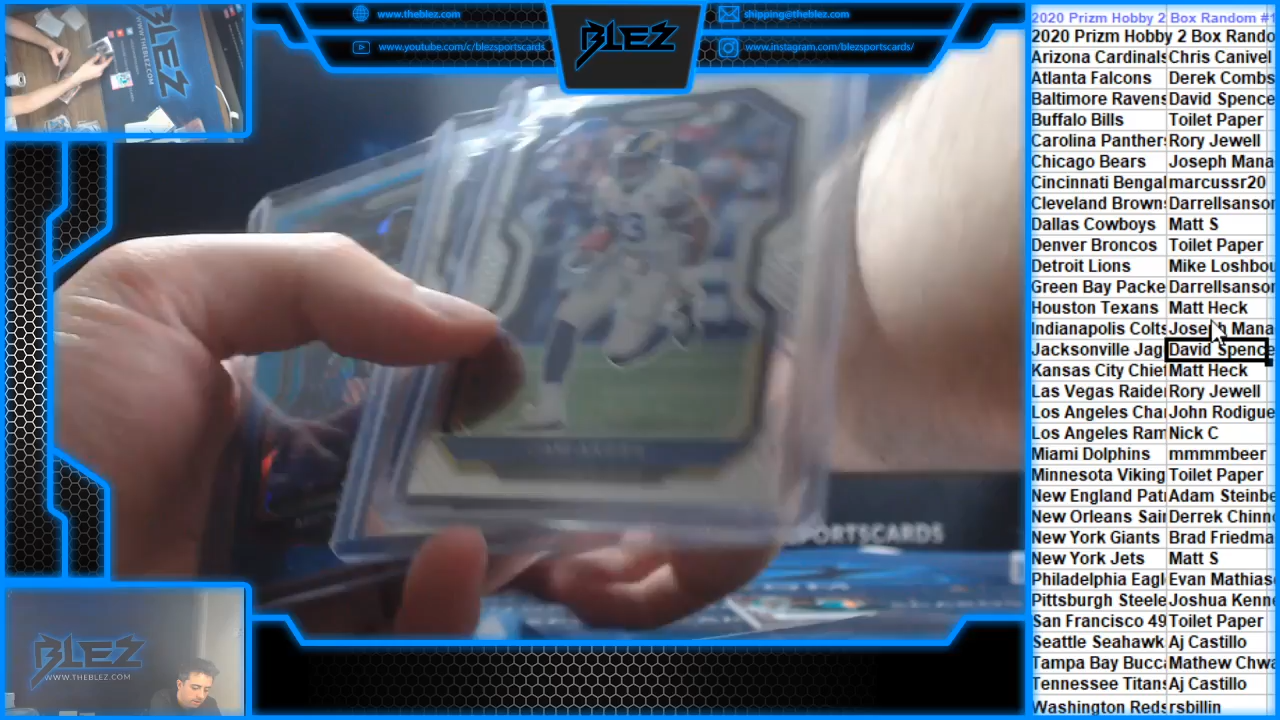 www.theblez.com
shipping@theblez.com
www.youtube.com/c/blezsportscards
www.instagram.com/blezsportscards/
BLEZ
BLEZ
WWW.THEBLEZ.COM
BLEZ
WWW.THEBLEZ.COM
SPORTSCARDS
2020 Prizm Hobby 2 Box Random #1
2020 Prizm Hobby 2 Box Rando
Arizona Cardinals Chris Canivel
Atlanta Falcons Derek Combs
Baltimore Ravens David Spence
Buffalo Bills Toilet Paper
Carolina Panther Rory Jewell
Chicago Bears Joseph Mana
Cincinnati Bengal marcussr20
Cleveland Browns Darrellsanson
Dallas Cowboys Matt S
Denver Broncos Toilet Paper
Detroit Lions Mike Loshbou
Green Bay Packe Darrellsanson
Houston Texans Matt Heck
Indianapolis Colts Joseph Mana
Jacksonville Jag David Spence
Kansas City Chief Matt Heck
Las Vegas Raide Rory Jewell
Los Angeles Cha John Rodigue
Los Angeles Ram Nick C
Miami Dolphins mmmmbeer
Minnesota Viking Toilet Paper
New England Pat Adam Steinbe
New Orleans Sai Derrek Chinn
New York Giants Brad Friedma
New York Jets Matt S
Philadelphia Eagl Evan Mathias
Pittsburgh Steele Joshua Kenn
San Francisco 49 Toilet Paper
Seattle Seahawk Aj Castillo
Tampa Bay Bucc Mathew Chwa
Tennessee Titans Aj Castillo
Washington Reds rsbillin